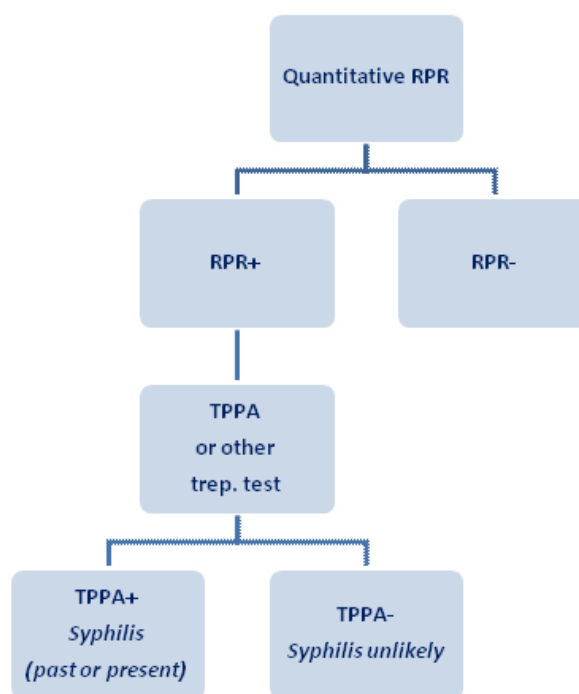 Quantitative RPR
RPR+
RPR-
TPPA
or other
trep. test
TPPA+
Syphilis
(past or present)
TPPA-
Syphilis unlikely